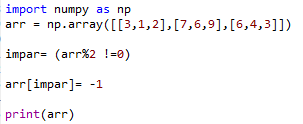 import numpy as np
arr = np.array([[3,1,2],[7,6,9],[6,4,3]])
impar= (arr%2 !=0)
arr[impar]= -1
print(arr)